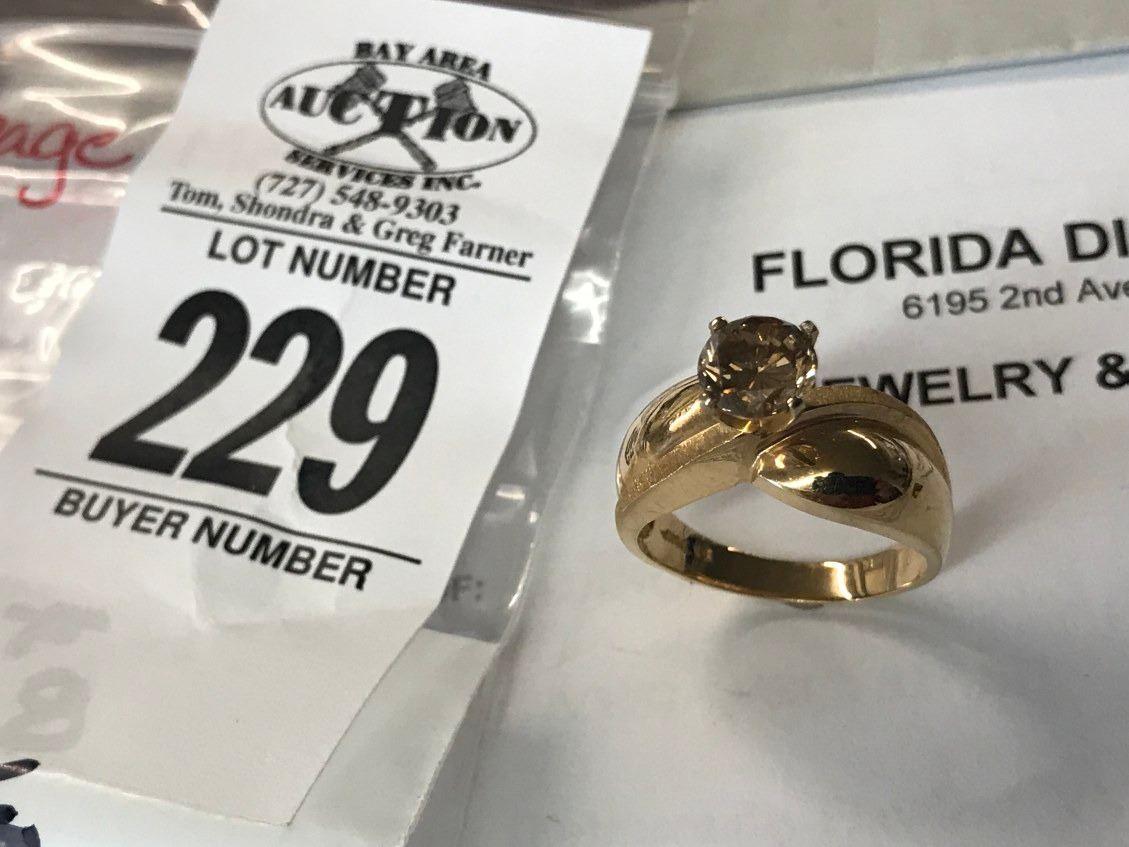 BAY AREA
AUCTION
SERVICES INC.
(727) 548-9303
Tom, Shondra & Greg Farner
LOT NUMBER
229
BUYER NUMBER
FLORIDA DI
6195 2nd Ave
EWELRY &
age
F: